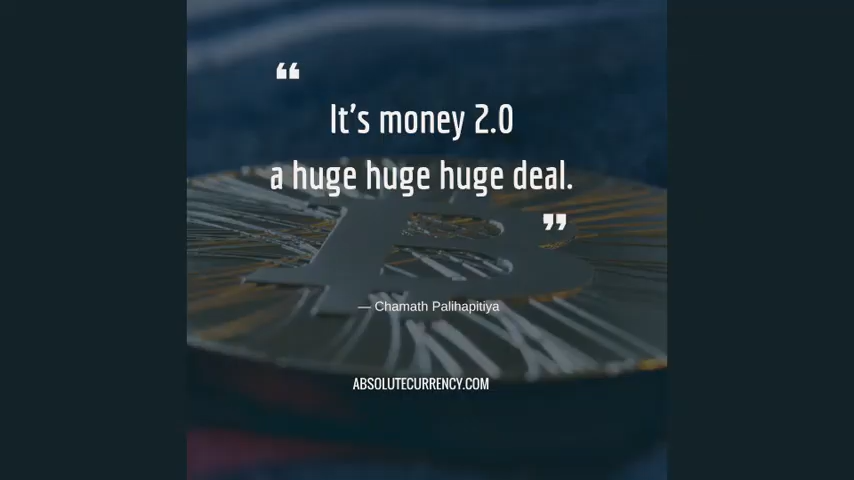 “
It’s money 2.0
a huge huge huge deal.
”
— Chamath Palihapitiya
ABSOLUTECURRENCY.COM